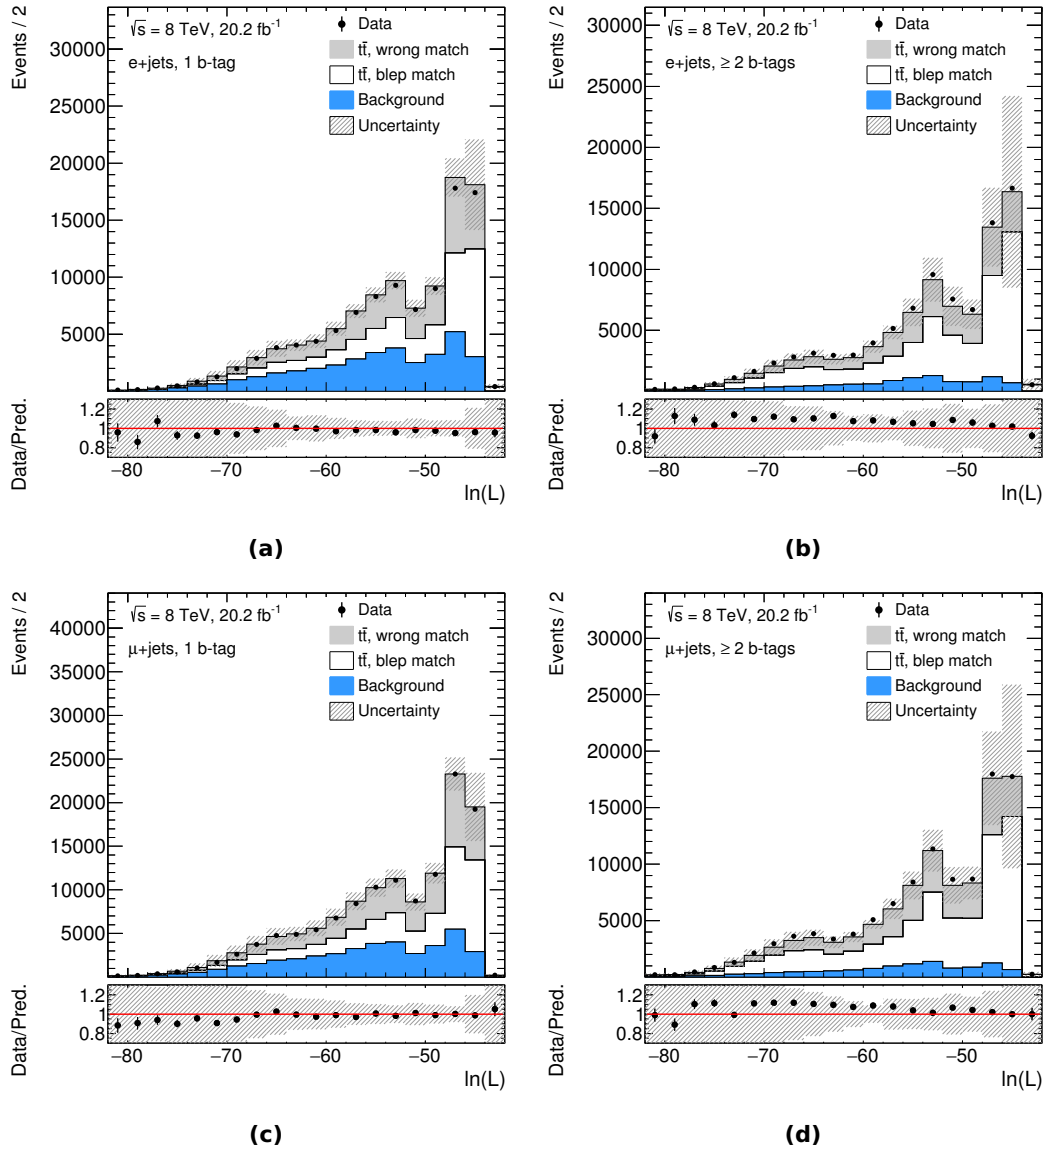 Events / 2
√s = 8 TeV, 20.2 fb⁻¹
e+jets, 1 b-tag
Data
tt̄, wrong match
tt̄, blep match
Background
Uncertainty
30000
25000
20000
15000
10000
5000
Data/Pred.
1.2
1
0.8
−80 −70 −60 −50
ln(L)
(a)
Events / 2
√s = 8 TeV, 20.2 fb⁻¹
e+jets, ≥ 2 b-tags
Data
tt̄, wrong match
tt̄, blep match
Background
Uncertainty
30000
25000
20000
15000
10000
5000
Data/Pred.
1.2
1
0.8
−80 −70 −60 −50
ln(L)
(b)
Events / 2
√s = 8 TeV, 20.2 fb⁻¹
μ+jets, 1 b-tag
Data
tt̄, wrong match
tt̄, blep match
Background
Uncertainty
40000
35000
30000
25000
20000
15000
10000
5000
Data/Pred.
1.2
1
0.8
−80 −70 −60 −50
ln(L)
(c)
Events / 2
√s = 8 TeV, 20.2 fb⁻¹
μ+jets, ≥ 2 b-tags
Data
tt̄, wrong match
tt̄, blep match
Background
Uncertainty
30000
25000
20000
15000
10000
5000
Data/Pred.
1.2
1
0.8
−80 −70 −60 −50
ln(L)
(d)